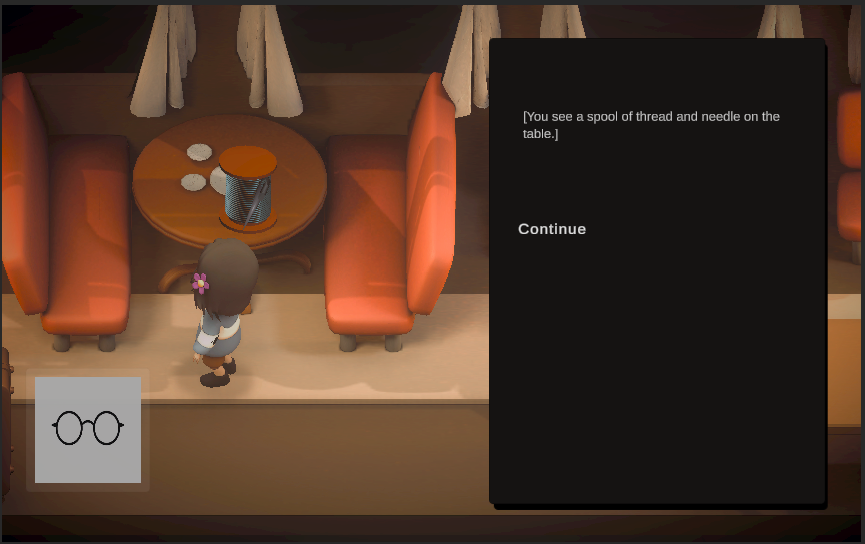 [You see a spool of thread and needle on the
table.]
Continue